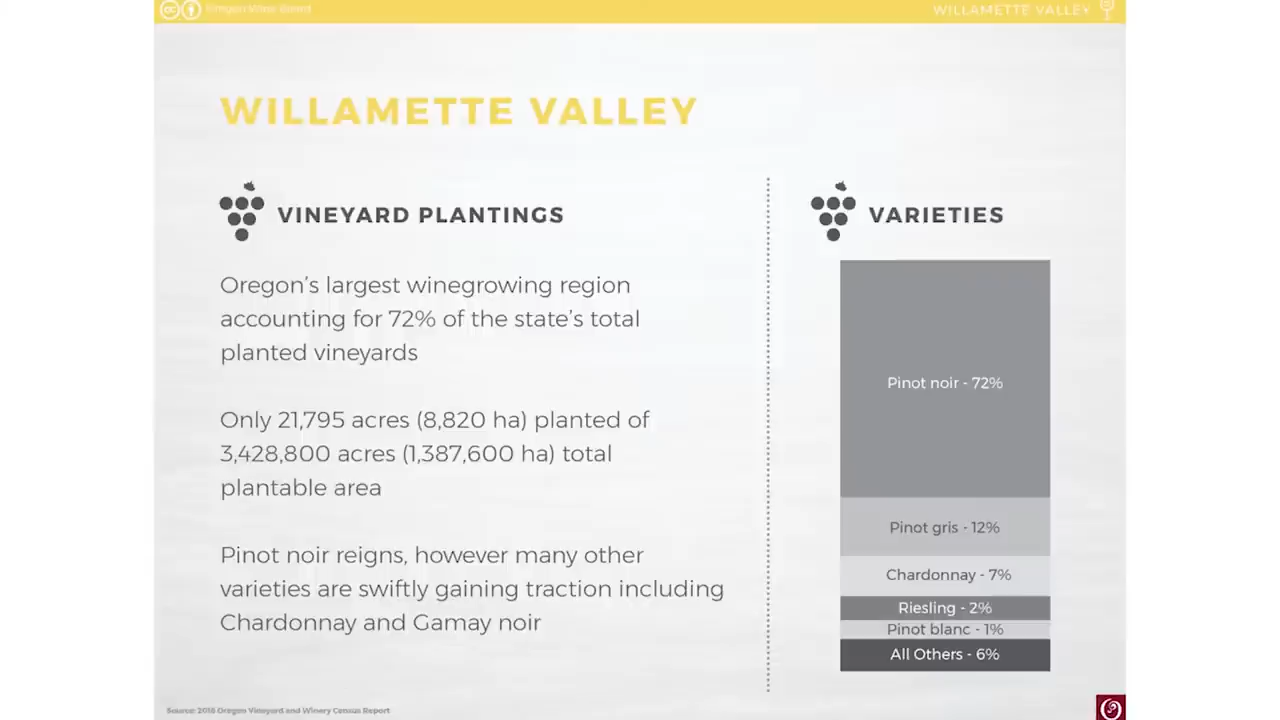 Oregon Wine Board
WILLAMETTE VALLEY
WILLAMETTE VALLEY
VINEYARD PLANTINGS
Oregon's largest winegrowing region
accounting for 72% of the state's total
planted vineyards
Only 21,795 acres (8,820 ha) planted of
3,428,800 acres (1,387,600 ha) total
plantable area
Pinot noir reigns, however many other
varieties are swiftly gaining traction including
Chardonnay and Gamay noir
VARIETIES
Pinot noir - 72%
Pinot gris - 12%
Chardonnay - 7%
Riesling - 2%
Pinot blanc - 1%
All Others - 6%
Source: 2018 Oregon Vineyard and Winery Census Report